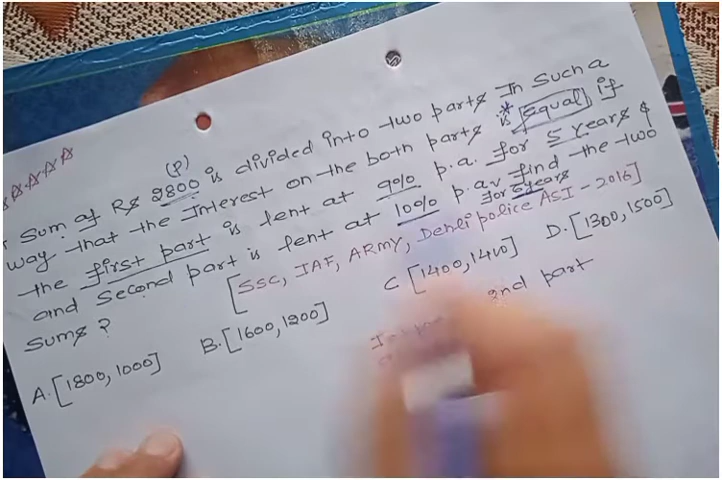 Sum of Rs 2800 is divided into two parts In Such a
(P)
way that the Interest on the both parts is [equal] if
the first part is lent at 9% p.a. for 5 years &
and second part is lent at 10% p.a. for 6 years find the two
sums?
[SSC, IAF, ARMY, Dehli police ASI - 2016]
A. [1800, 1000] B. [1600, 1200] C [1400, 1400] D. [1300, 1500]
2nd part